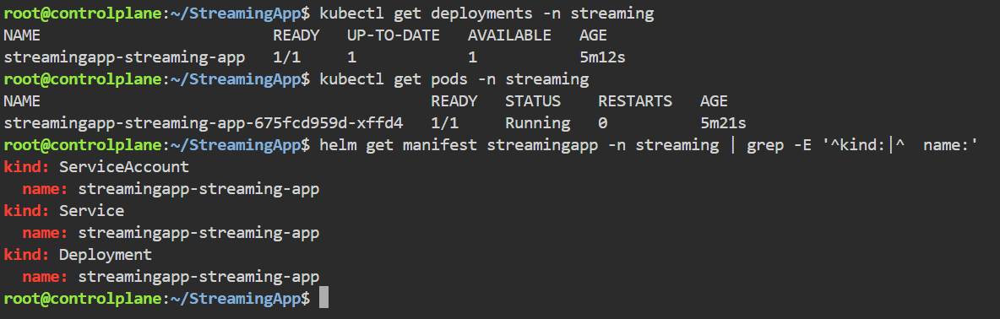 root@controlplane:~/StreamingApp$ kubectl get deployments -n streaming
NAME                          READY   UP-TO-DATE   AVAILABLE   AGE
streamingapp-streaming-app   1/1     1            1           5m12s
root@controlplane:~/StreamingApp$ kubectl get pods -n streaming
NAME                                          READY   STATUS    RESTARTS   AGE
streamingapp-streaming-app-675fcd959d-xffd4   1/1     Running   0          5m21s
root@controlplane:~/StreamingApp$ helm get manifest streamingapp -n streaming | grep -E '^kind:|^  name:'
kind: ServiceAccount
  name: streamingapp-streaming-app
kind: Service
  name: streamingapp-streaming-app
kind: Deployment
  name: streamingapp-streaming-app
root@controlplane:~/StreamingApp$